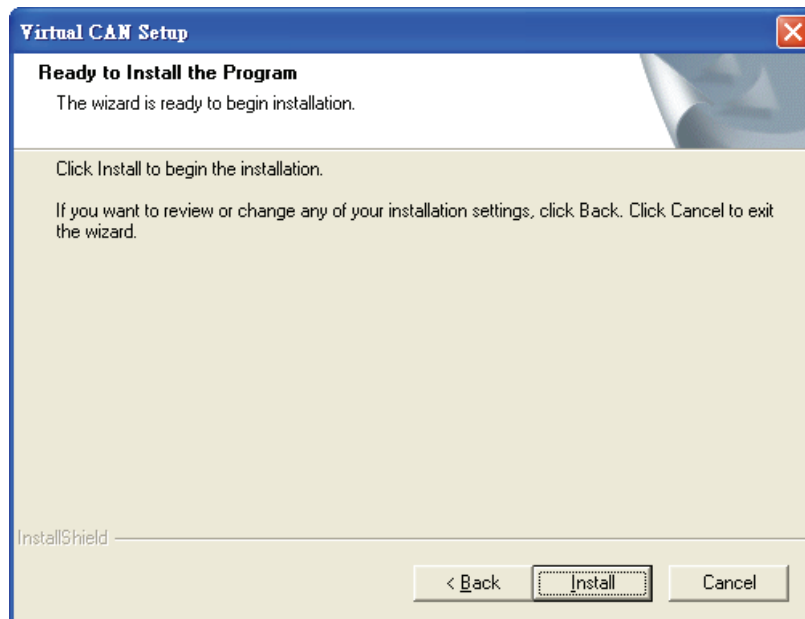 Virtual CAN Setup
Ready to Install the Program
The wizard is ready to begin installation.
Click Install to begin the installation.
If you want to review or change any of your installation settings, click Back. Click Cancel to exit
the wizard.
InstallShield
< Back Install Cancel